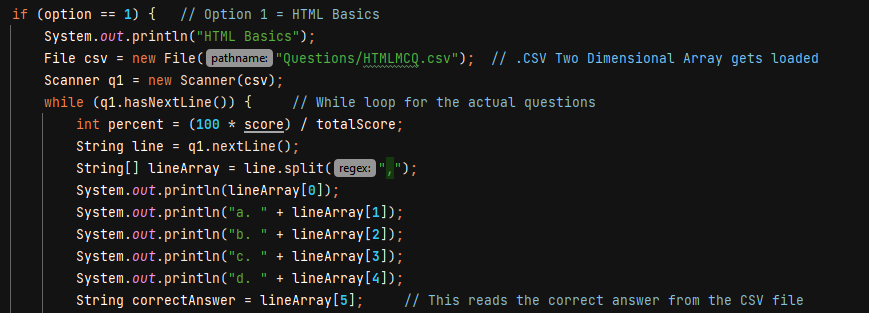 if (option == 1) {   // Option 1 = HTML Basics
    System.out.println("HTML Basics");
    File csv = new File( pathname: "Questions/HTMLMCQ.csv");  // .CSV Two Dimensional Array gets loaded
    Scanner q1 = new Scanner(csv);
    while (q1.hasNextLine()) {     // While loop for the actual questions
        int percent = (100 * score) / totalScore;
        String line = q1.nextLine();
        String[] lineArray = line.split( regex: ",");
        System.out.println(lineArray[0]);
        System.out.println("a. " + lineArray[1]);
        System.out.println("b. " + lineArray[2]);
        System.out.println("c. " + lineArray[3]);
        System.out.println("d. " + lineArray[4]);
        String correctAnswer = lineArray[5];     // This reads the correct answer from the CSV file